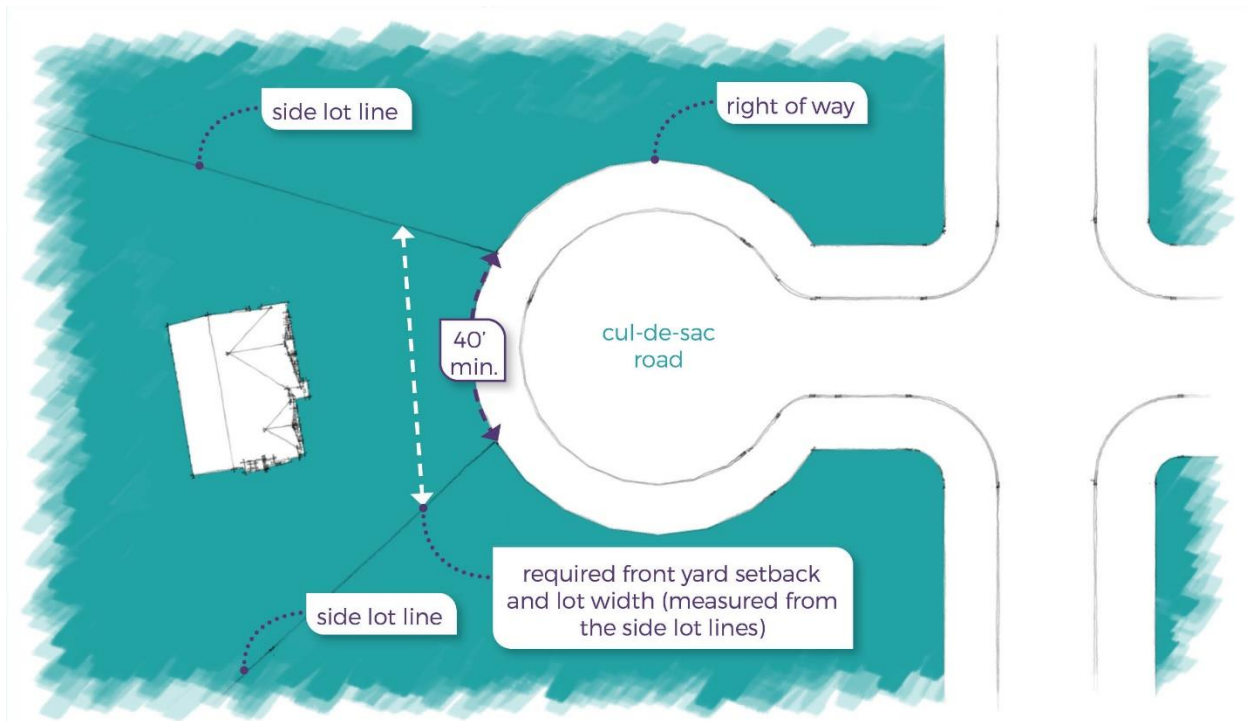 side lot line
right of way
40’
min.
cul-de-sac
road
required front yard setback
and lot width (measured from
the side lot lines)
side lot line